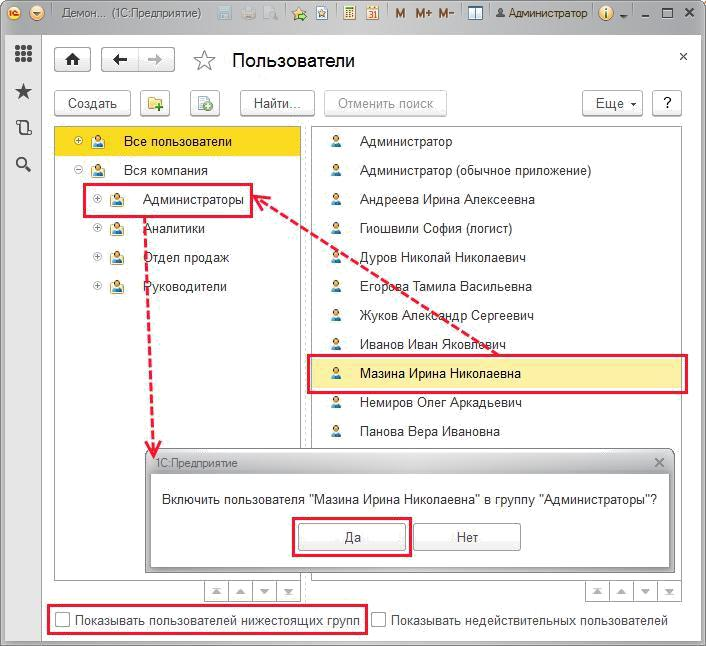 Демон... (1С:Предприятие)
M M+ M-
31
Администратор
Пользователи
Создать
Найти...
Отменить поиск
Еще
?
Все пользователи
Вся компания
Администраторы
Аналитики
Отдел продаж
Руководители
Администратор
Администратор (обычное приложение)
Андреева Ирина Алексеевна
Гиошвили София (логист)
Дуров Николай Николаевич
Егорова Тамила Васильевна
Жуков Александр Сергеевич
Иванов Иван Яковлевич
Мазина Ирина Николаевна
Немиров Олег Аркадьевич
Панова Вера Ивановна
1С:Предприятие
Включить пользователя "Мазина Ирина Николаевна" в группу "Администраторы"?
Да
Нет
Показывать пользователей нижестоящих групп
Показывать недействительных пользователей